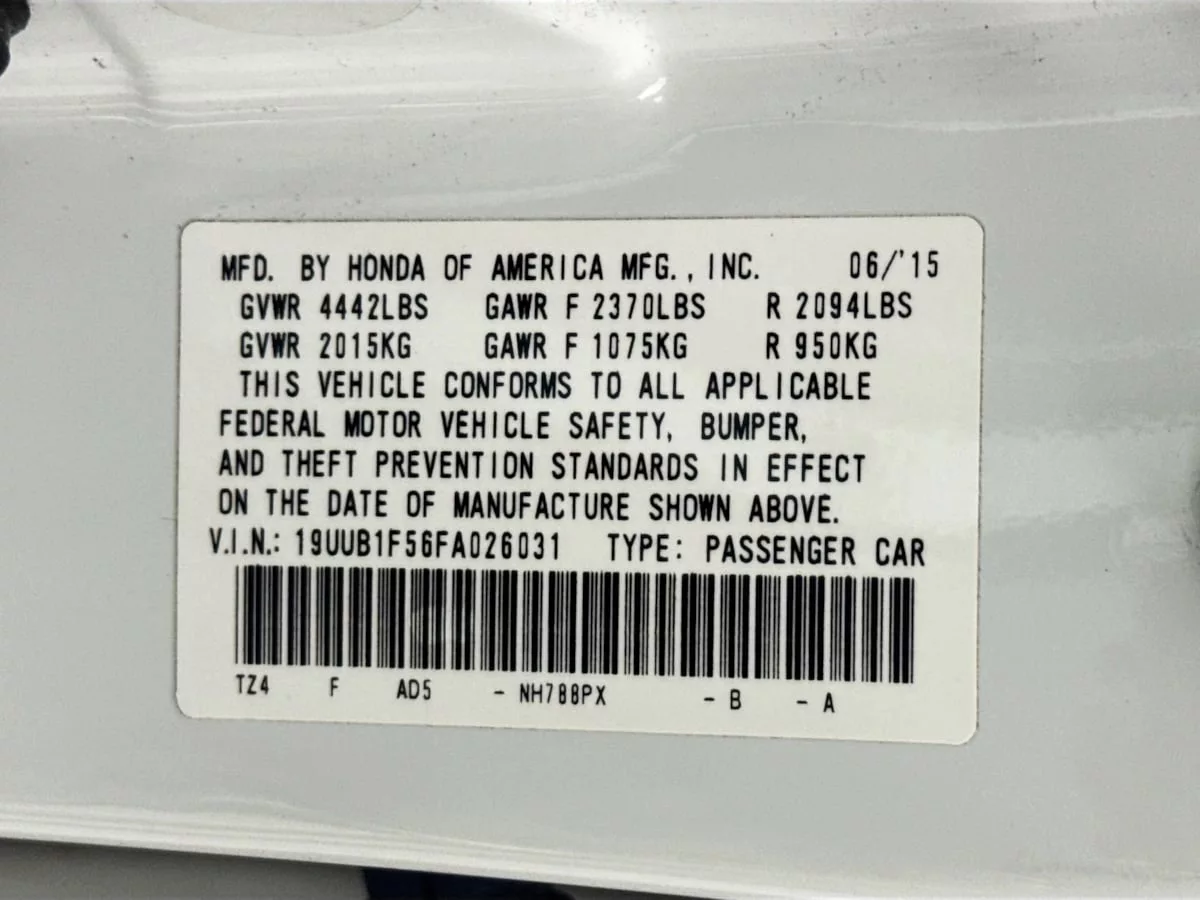 MFD. BY HONDA OF AMERICA MFG., INC. 06/'15
GVWR 4442LBS GAWR F 2370LBS R 2094LBS
GVWR 2015KG GAWR F 1075KG R 950KG
THIS VEHICLE CONFORMS TO ALL APPLICABLE
FEDERAL MOTOR VEHICLE SAFETY, BUMPER,
AND THEFT PREVENTION STANDARDS IN EFFECT
ON THE DATE OF MANUFACTURE SHOWN ABOVE.
V.I.N.: 19UUB1F56FA026031 TYPE: PASSENGER CAR
TZ4 F AD5 - NH788PX - B - A